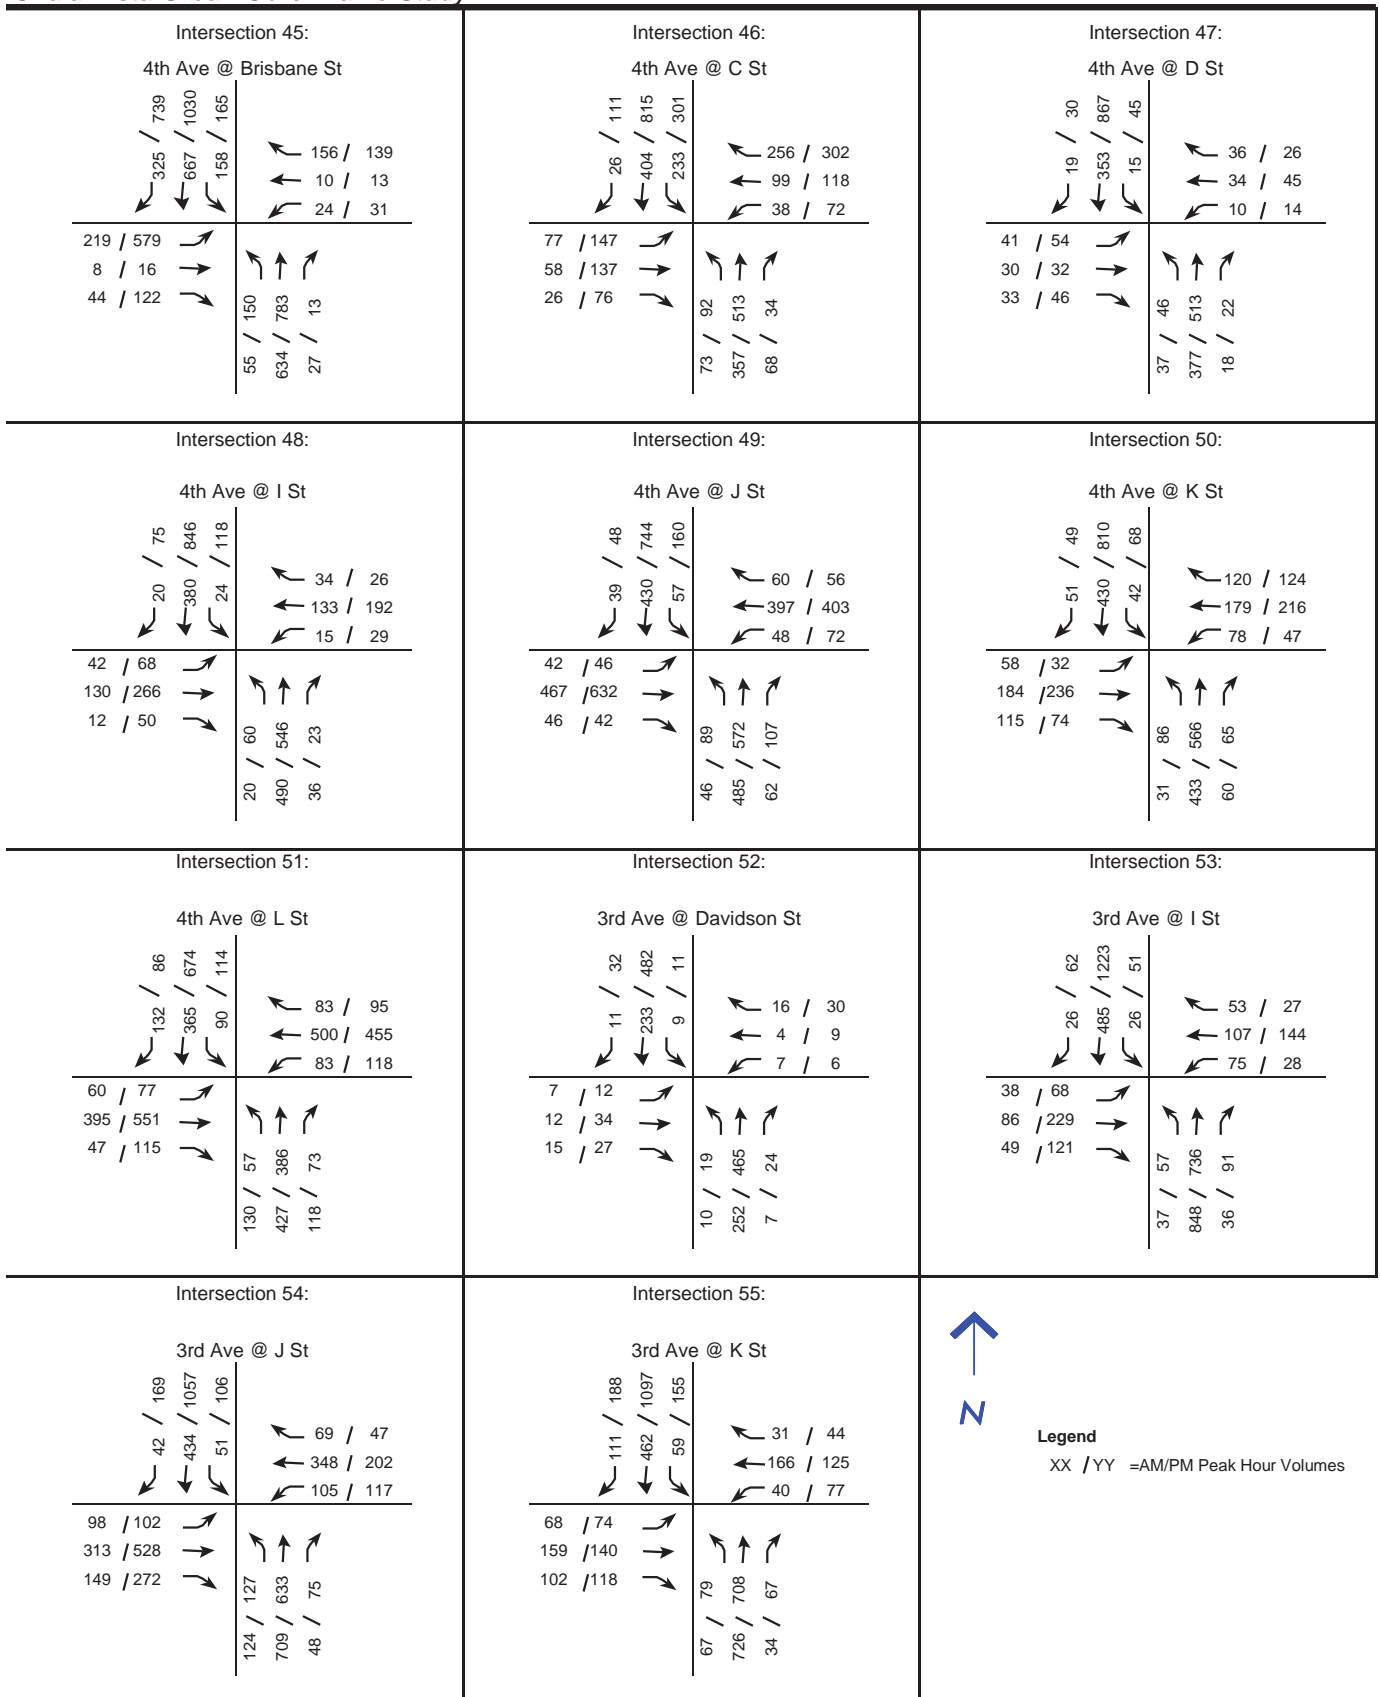 Intersection 45:
4th Ave @ Brisbane St
739 1030 165
325 667 158
156 / 139
10 / 13
24 / 31
219 / 579
8 / 16
44 / 122
150 783 13
55 634 27
Intersection 46:
4th Ave @ C St
111 815 301
26 404 233
256 / 302
99 / 118
38 / 72
77 / 147
58 / 137
26 / 76
92 513 34
73 357 68
Intersection 47:
4th Ave @ D St
30 867 45
19 353 15
36 / 26
34 / 45
10 / 14
41 / 54
30 / 32
33 / 46
46 513 22
37 377 18
Intersection 48:
4th Ave @ I St
75 846 118
20 380 24
34 / 26
133 / 192
15 / 29
42 / 68
130 / 266
12 / 50
60 546 23
20 490 36
Intersection 49:
4th Ave @ J St
48 744 160
39 430 57
60 / 56
397 / 403
48 / 72
42 / 46
467 / 632
46 / 42
89 572 107
46 485 62
Intersection 50:
4th Ave @ K St
49 810 68
51 430 42
120 / 124
179 / 216
78 / 47
58 / 32
184 / 236
115 / 74
86 566 65
31 433 60
Intersection 51:
4th Ave @ L St
86 674 114
132 365 90
83 / 95
500 / 455
83 / 118
60 / 77
395 / 551
47 / 115
57 386 73
130 427 118
Intersection 52:
3rd Ave @ Davidson St
32 482 11
11 233 9
16 / 30
4 / 9
7 / 6
7 / 12
12 / 34
15 / 27
19 465 24
10 252 7
Intersection 53:
3rd Ave @ I St
62 1223 51
26 485 26
53 / 27
107 / 144
75 / 28
38 / 68
86 / 229
49 / 121
57 736 91
37 848 36
Intersection 54:
3rd Ave @ J St
169 1057 106
42 434 51
69 / 47
348 / 202
105 / 117
98 / 102
313 / 528
149 / 272
127 633 75
124 709 48
Intersection 55:
3rd Ave @ K St
188 1097 155
111 462 59
31 / 44
166 / 125
40 / 77
68 / 74
159 / 140
102 / 118
79 708 67
67 726 34
N
Legend
XX / YY =AM/PM Peak Hour Volumes